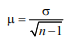 μ = σ / √(n-1)